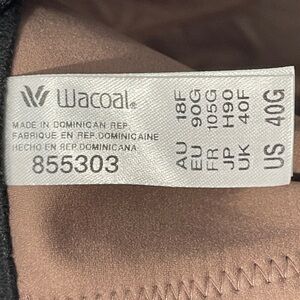 Wacoal®
MADE IN DOMINICAN REP.
FABRIQUE EN REP.DOMINICAINE
HECHO EN REP.DOMINICANA
855303
AU 18F
EU 90G
FR 105G
JP H90
UK 40F
US 40G